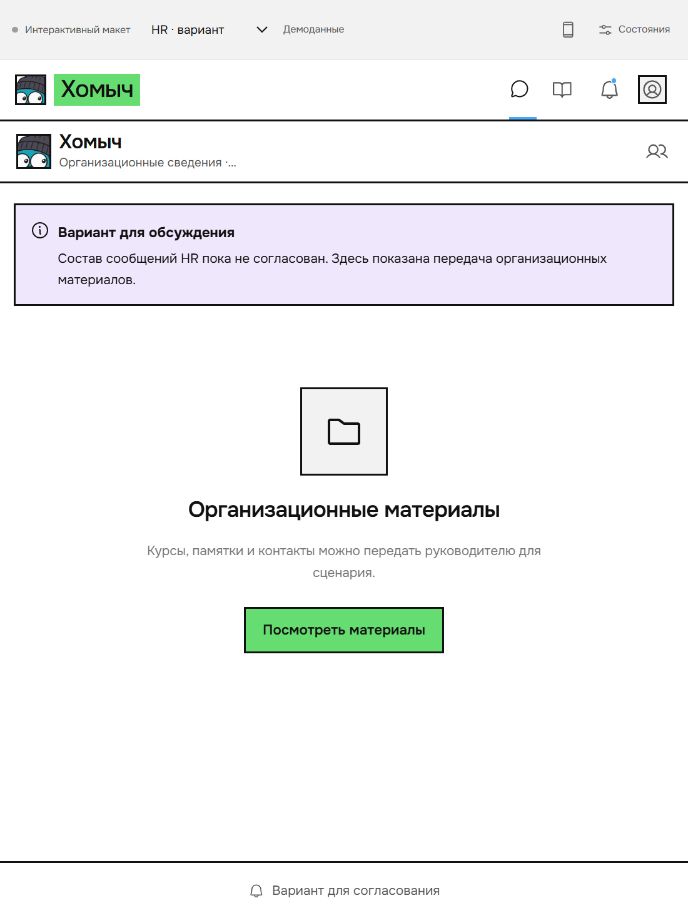 Интерактивный макет HR · вариант Демоданные Состояния
Хомыч
Хомыч
Организационные сведения ·...
Вариант для обсуждения
Состав сообщений HR пока не согласован. Здесь показана передача организационных
материалов.
Организационные материалы
Курсы, памятки и контакты можно передать руководителю для
сценария.
Посмотреть материалы
Вариант для согласования